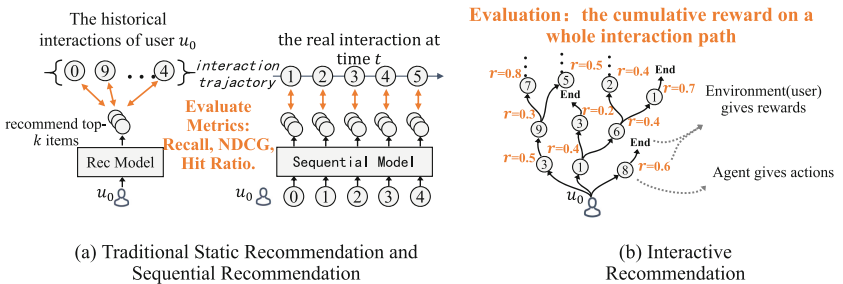 The historical
interactions of user u0
{ 0 9 ... 4 }
interaction
trajactory
recommend top-
k items
Rec Model
u0
the real interaction at
time t
1 2 3 4 5
Evaluate
Metrics:
Recall, NDCG,
Hit Ratio.
Sequential Model
u0 0 1 2 3 4
(a) Traditional Static Recommendation and
Sequential Recommendation
Evaluation: the cumulative reward on a
whole interaction path
r=0.8 7
r=0.5 5
r=0.4 2
End
r=0.7 1
r=0.3 9
End
r=0.2 3
r=0.4 6
r=0.5 3
r=0.4 1
End
r=0.6 8
u0
Environment(user)
gives rewards
Agent gives actions
(b) Interactive
Recommendation